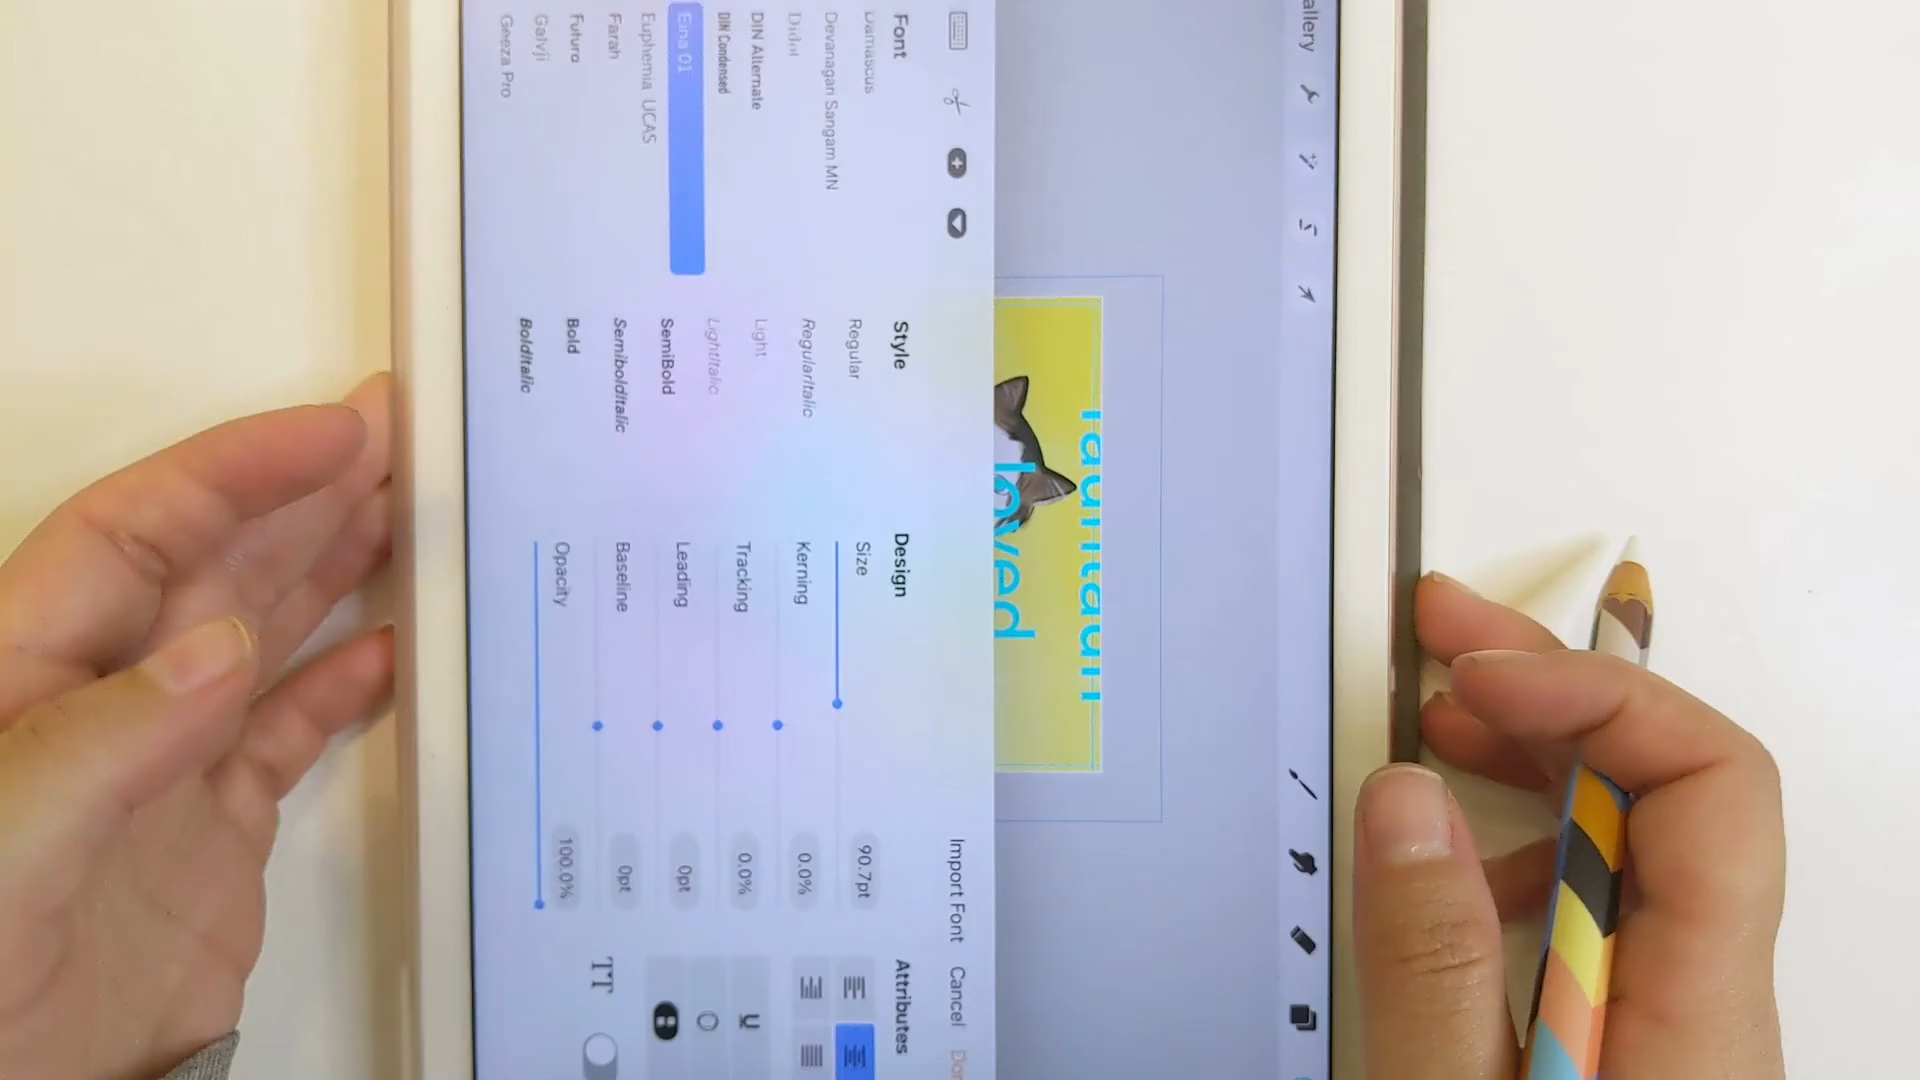 allery
loved
Import Font Cancel
Font
Damascus
Devanagari Sangam MN
Didot
DIN Alternate
DIN Condensed
Eina 01
Euphemia UCAS
Farah
Futura
Galvji
Geeza Pro
Style
Regular
RegularItalic
Light
LightItalic
SemiBold
SemiboldItalic
Bold
BoldItalic
Design
Size 90.7pt
Kerning 0.0%
Tracking 0.0%
Leading 0pt
Baseline 0pt
Opacity 100.0%
Attributes
U
O
TT